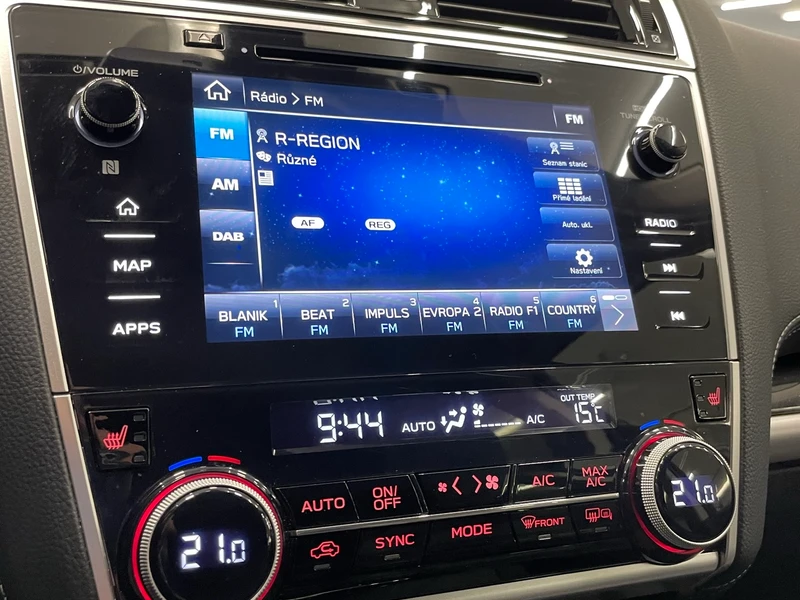 ⏻/VOLUME
Rádio > FM
FM
TUNE/SCROLL
FM
AM
DAB
R-REGION
Různé
AF
REG
Seznam stanic
Přímé ladění
Auto. ukl.
Nastavení
MAP
APPS
RADIO
1 2 3 4 5 6
BLANIK BEAT IMPULS EVROPA 2 RADIO F1 COUNTRY
FM FM FM FM FM FM
9:44
AUTO
A/C
OUT TEMP
15°C
AUTO
ON/OFF
A/C
MAX A/C
SYNC
MODE
FRONT
21.0
21.0